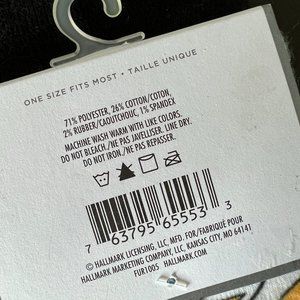 ONE SIZE FITS MOST • TAILLE UNIQUE
71% POLYESTER, 26% COTTON/COTON,
2% RUBBER/CAOUTCHOUC, 1% SPANDEX
MACHINE WASH WARM WITH LIKE COLORS.
DO NOT BLEACH./NE PAS JAVELLISER. LINE DRY.
DO NOT IRON./NE PAS REPASSER.
7 63795 65553 3
© HALLMARK LICENSING, LLC, MFD. FOR/FABRIQUÉ POUR
HALLMARK MARKETING COMPANY, LLC, KANSAS CITY, MO 64141
FUR1005 HALLMARK.COM